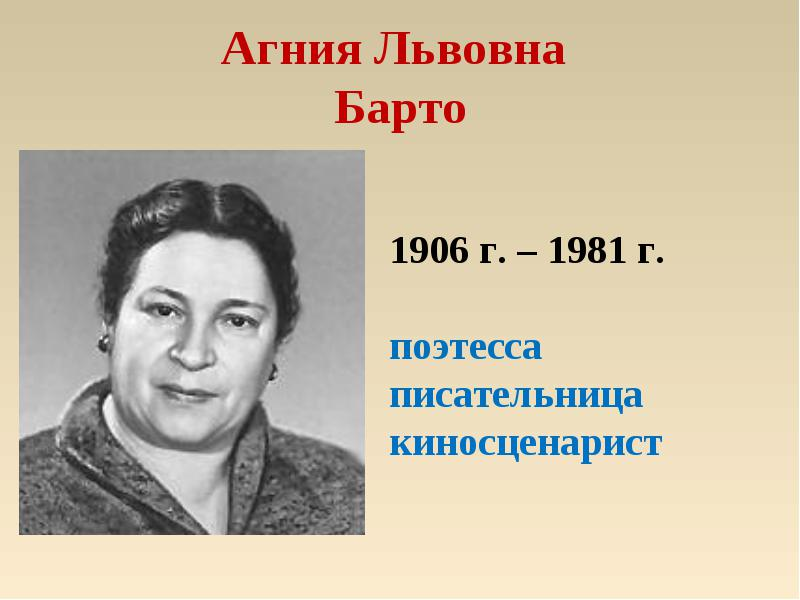 Агния Львовна
Барто
1906 г. – 1981 г.
поэтесса
писательница
киносценарист